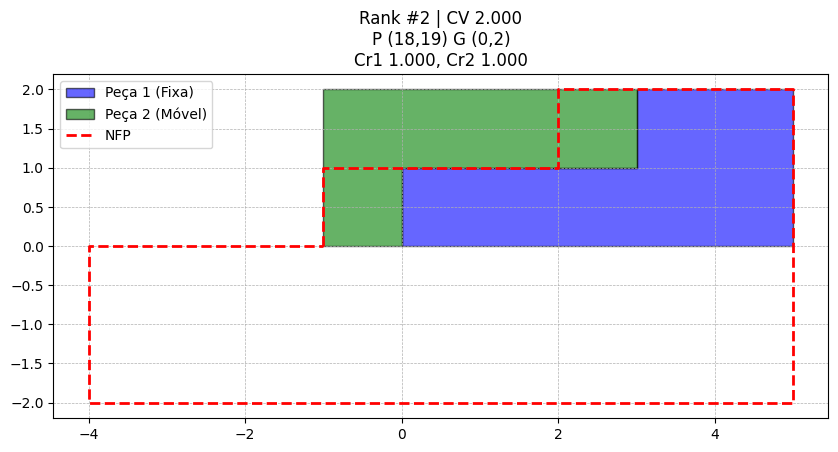 Rank #2 | CV 2.000
P (18,19) G (0,2)
Cr1 1.000, Cr2 1.000
Peça 1 (Fixa)
Peça 2 (Móvel)
NFP
2.0
1.5
1.0
0.5
0.0
−0.5
−1.0
−1.5
−2.0
−4
−2
0
2
4